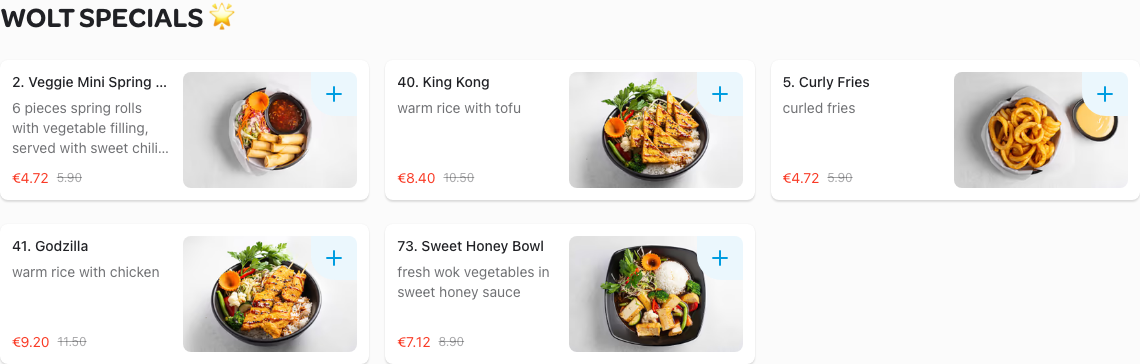 WOLT SPECIALS 🌟
2. Veggie Mini Spring ...
6 pieces spring rolls
with vegetable filling,
served with sweet chili...
€4.72 5.90
40. King Kong
warm rice with tofu
€8.40 10.50
5. Curly Fries
curled fries
€4.72 5.90
41. Godzilla
warm rice with chicken
€9.20 11.50
73. Sweet Honey Bowl
fresh wok vegetables in
sweet honey sauce
€7.12 8.90